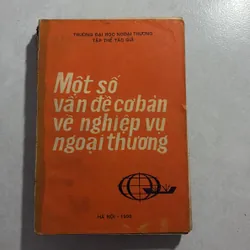 TRƯỜNG ĐẠI HỌC NGOẠI THƯƠNG
TẬP THỂ TÁC GIẢ
Một số
vấn đề cơ bản
về nghiệp vụ
ngoại thương
HÀ NỘI -